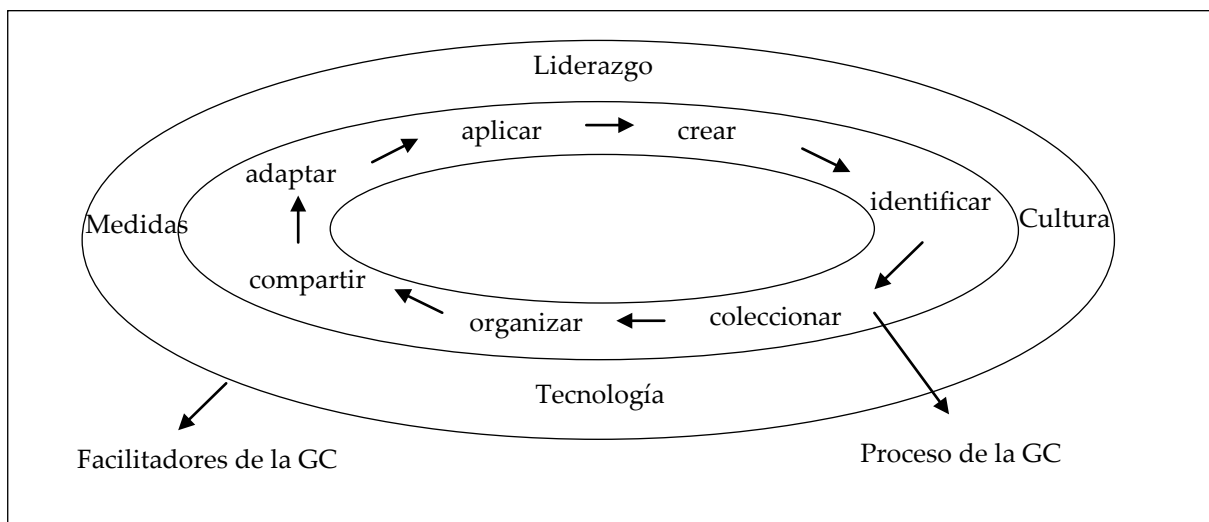 Liderazgo
aplicar
crear
adaptar
identificar
Medidas
Cultura
compartir
organizar
coleccionar
Tecnología
Facilitadores de la GC
Proceso de la GC